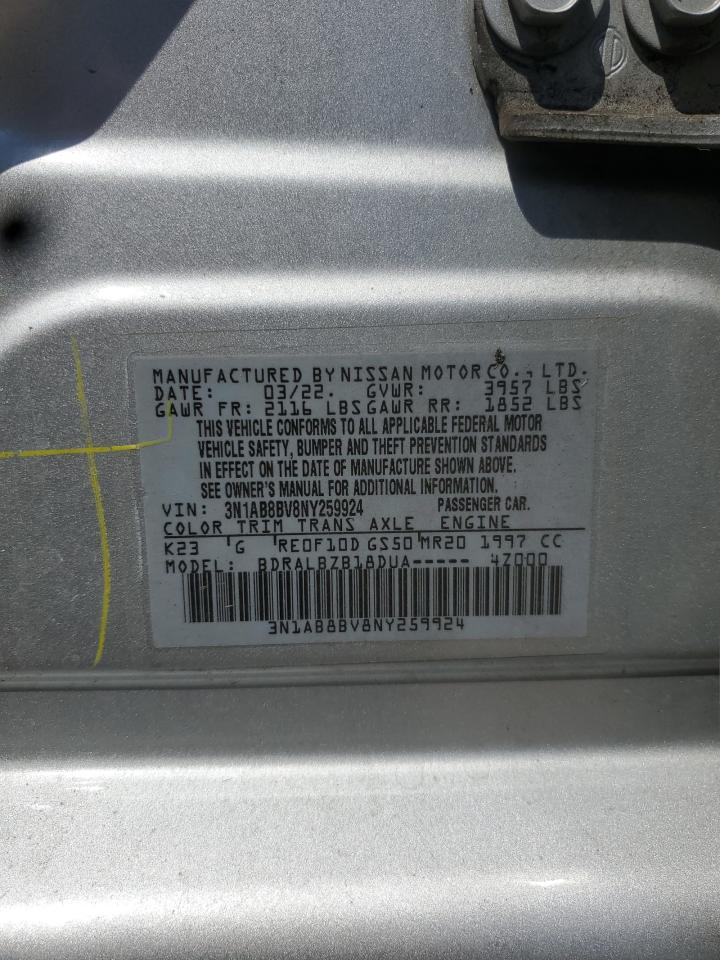 MANUFACTURED BY NISSAN MOTOR CO., LTD.
DATE: 03/22. GVWR: 3957 LBS
GAWR FR: 2116 LBS GAWR RR: 1852 LBS
THIS VEHICLE CONFORMS TO ALL APPLICABLE FEDERAL MOTOR
VEHICLE SAFETY, BUMPER AND THEFT PREVENTION STANDARDS
IN EFFECT ON THE DATE OF MANUFACTURE SHOWN ABOVE.
SEE OWNER'S MANUAL FOR ADDITIONAL INFORMATION.
VIN: 3N1AB8BV8NY259924 PASSENGER CAR.
COLOR TRIM TRANS AXLE ENGINE
K23 G RE0F10D GS50 MR20 1997 CC
MODEL: BDRALBZB18DUA----- 4Z000
3N1AB8BV8NY259924